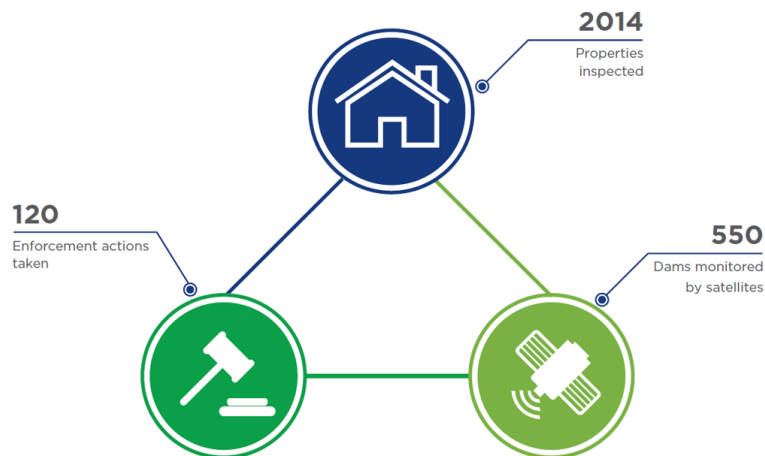 2014
Properties
inspected
120
Enforcement actions
taken
550
Dams monitored
by satellites